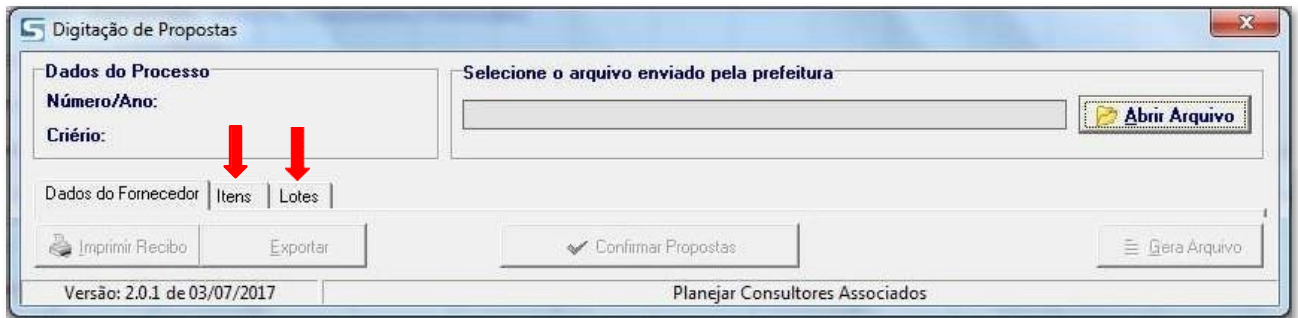 Digitação de Propostas
X
Dados do Processo
Número/Ano:
Criério:
Selecione o arquivo enviado pela prefeitura
Abrir Arquivo
Dados do Fornecedor
Itens
Lotes
Imprimir Recibo
Exportar
Confirmar Propostas
Gera Arquivo
Versão: 2.0.1 de 03/07/2017
Planejar Consultores Associados